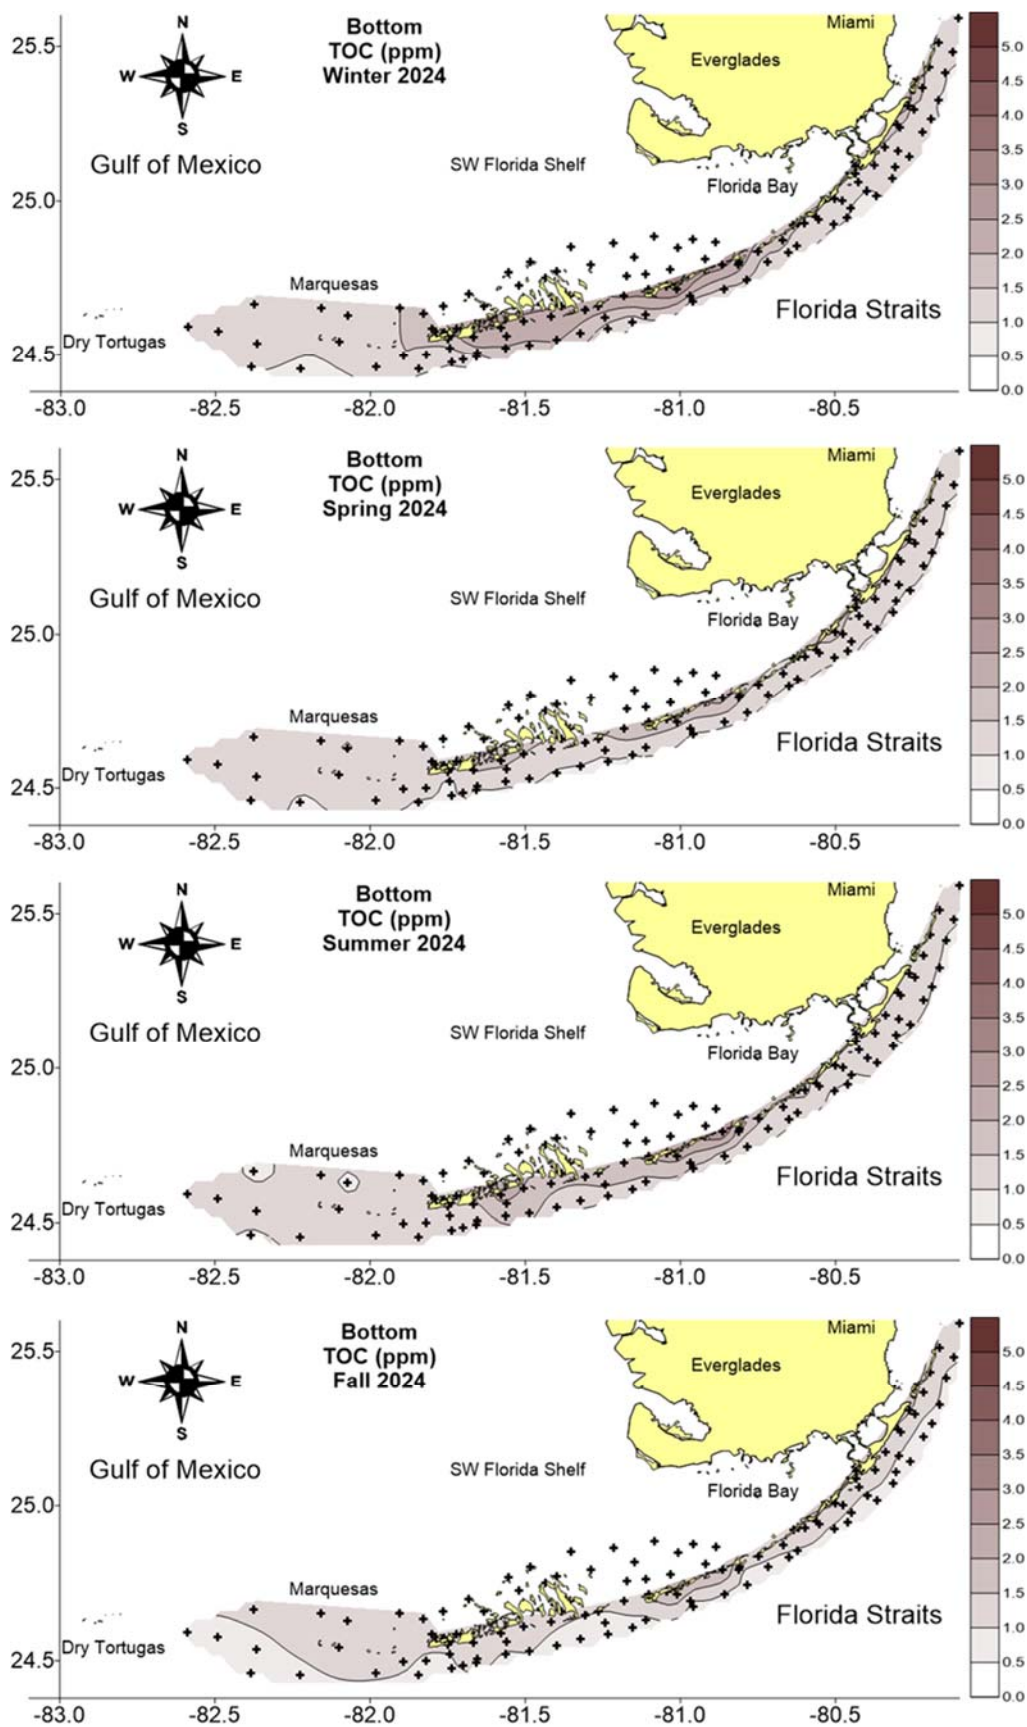 Bottom
TOC (ppm)
Winter 2024
N
W E
S
Miami
Everglades
Gulf of Mexico
SW Florida Shelf
Florida Bay
Marquesas
Dry Tortugas
Florida Straits
25.5
25.0
24.5
-83.0 -82.5 -82.0 -81.5 -81.0 -80.5
5.0
4.5
4.0
3.5
3.0
2.5
2.0
1.5
1.0
0.5
0.0
Bottom
TOC (ppm)
Spring 2024
N
W E
S
Miami
Everglades
Gulf of Mexico
SW Florida Shelf
Florida Bay
Marquesas
Dry Tortugas
Florida Straits
25.5
25.0
24.5
-83.0 -82.5 -82.0 -81.5 -81.0 -80.5
5.0
4.5
4.0
3.5
3.0
2.5
2.0
1.5
1.0
0.5
0.0
Bottom
TOC (ppm)
Summer 2024
N
W E
S
Miami
Everglades
Gulf of Mexico
SW Florida Shelf
Florida Bay
Marquesas
Dry Tortugas
Florida Straits
25.5
25.0
24.5
-83.0 -82.5 -82.0 -81.5 -81.0 -80.5
5.0
4.5
4.0
3.5
3.0
2.5
2.0
1.5
1.0
0.5
0.0
Bottom
TOC (ppm)
Fall 2024
N
W E
S
Miami
Everglades
Gulf of Mexico
SW Florida Shelf
Florida Bay
Marquesas
Dry Tortugas
Florida Straits
25.5
25.0
24.5
-83.0 -82.5 -82.0 -81.5 -81.0 -80.5
5.0
4.5
4.0
3.5
3.0
2.5
2.0
1.5
1.0
0.5
0.0